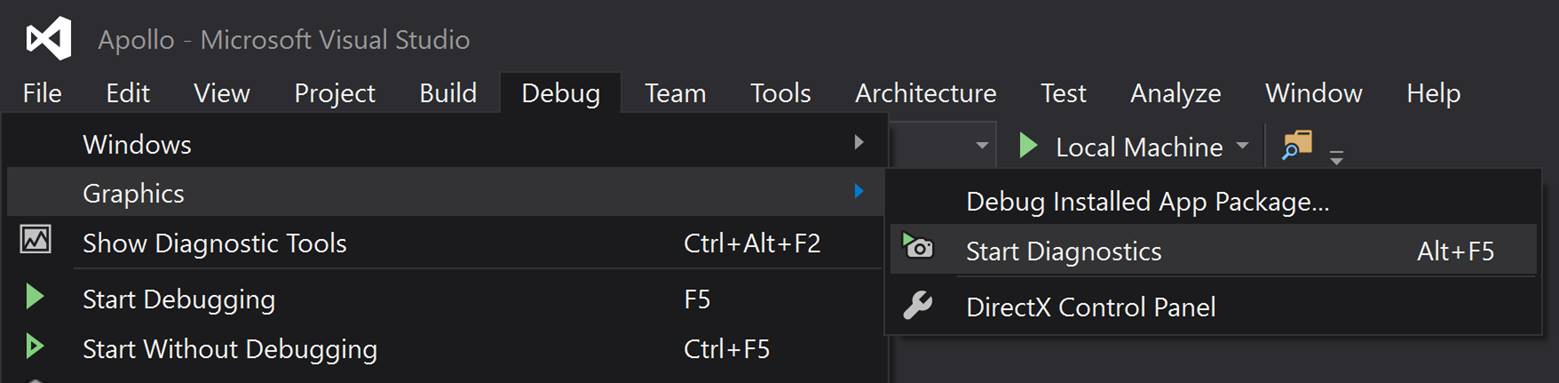 Apollo - Microsoft Visual Studio
File Edit View Project Build Debug Team Tools Architecture Test Analyze Window Help
Windows
Local Machine
Graphics
Debug Installed App Package...
Show Diagnostic Tools Ctrl+Alt+F2
Start Diagnostics Alt+F5
Start Debugging F5
DirectX Control Panel
Start Without Debugging Ctrl+F5